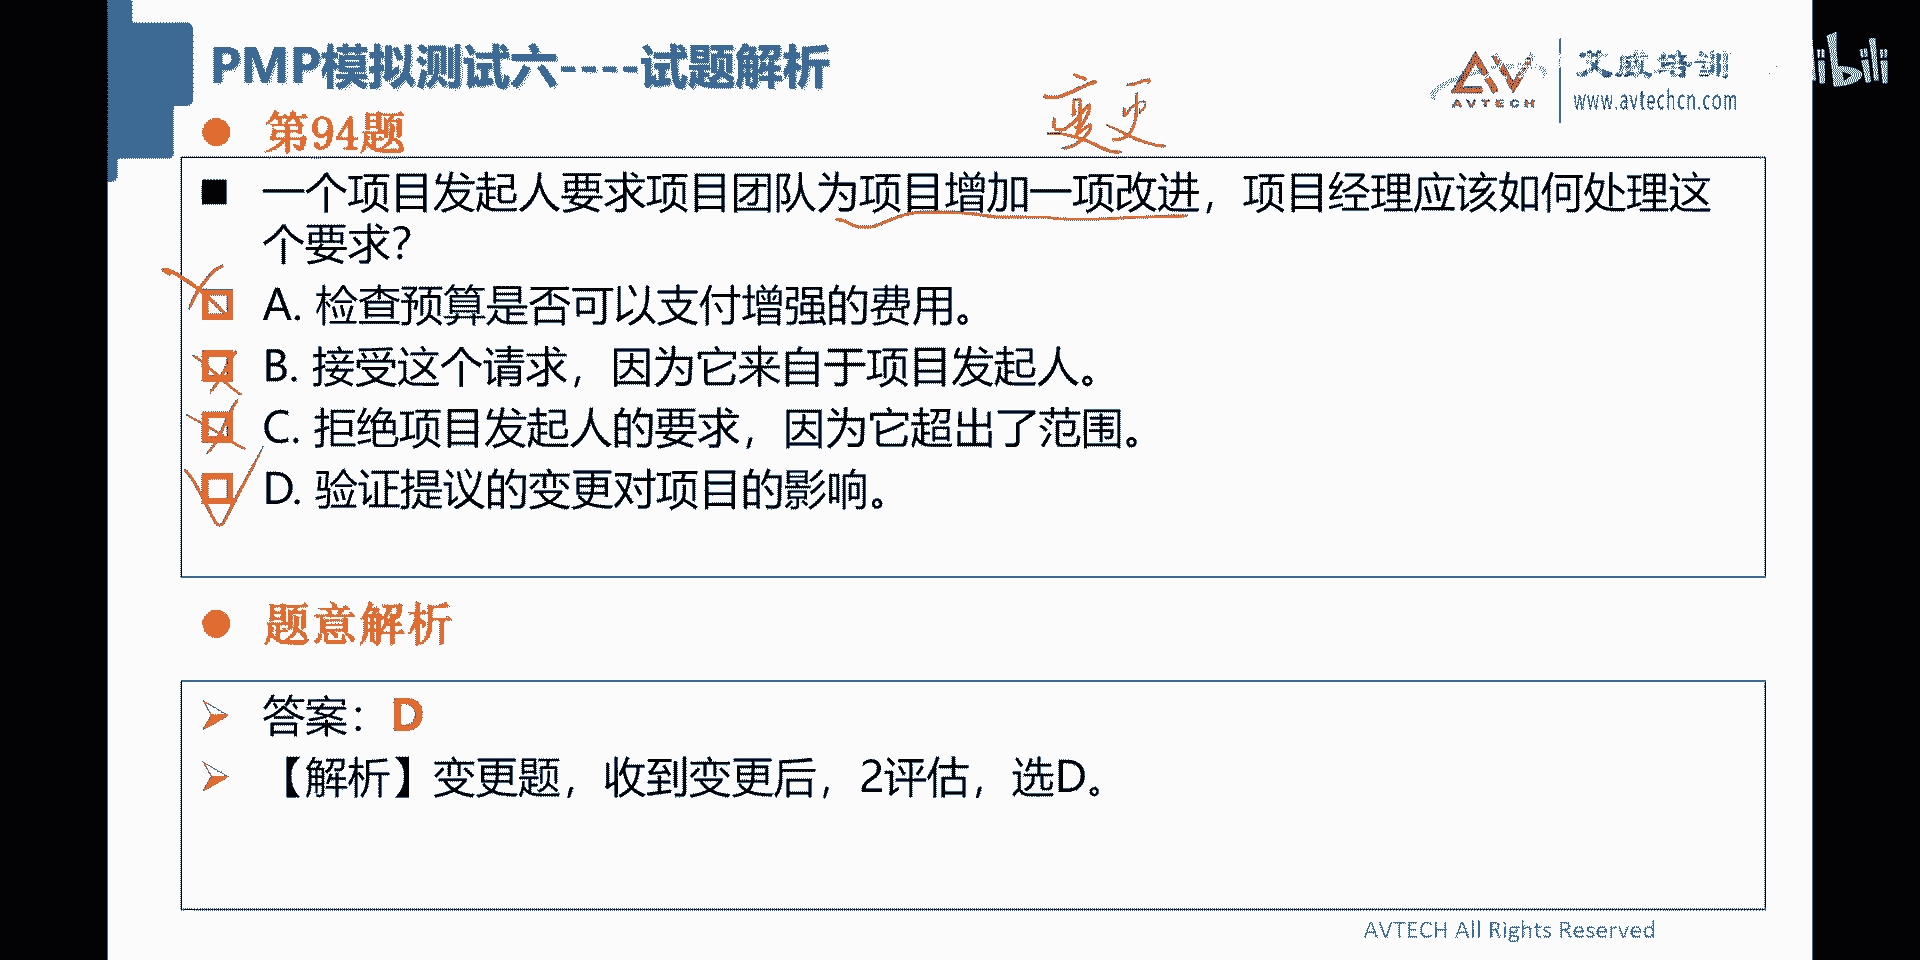 PMP模拟测试六----试题解析
变更
AVTECH
艾威培训
www.avtechcn.com
bilibili
第94题
一个项目发起人要求项目团队为项目增加一项改进，项目经理应该如何处理这
个要求？
A. 检查预算是否可以支付增强的费用。
B. 接受这个请求，因为它来自于项目发起人。
C. 拒绝项目发起人的要求，因为它超出了范围。
D. 验证提议的变更对项目的影响。
题意解析
答案：D
【解析】变更题，收到变更后，2评估，选D。
AVTECH All Rights Reserved